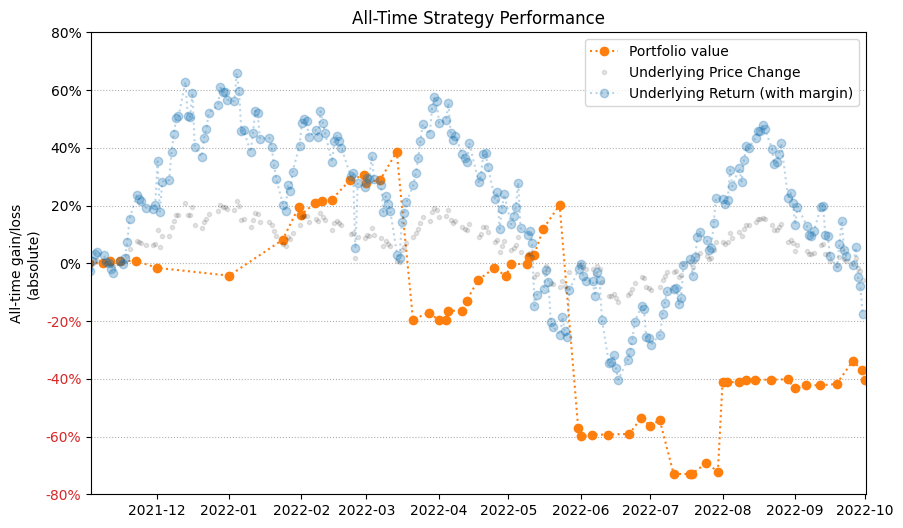 All-Time Strategy Performance
Portfolio value
Underlying Price Change
Underlying Return (with margin)
All-time gain/loss
(absolute)
80%
60%
40%
20%
0%
-20%
-40%
-60%
-80%
2021-12 2022-01 2022-02 2022-03 2022-04 2022-05 2022-06 2022-07 2022-08 2022-09 2022-10